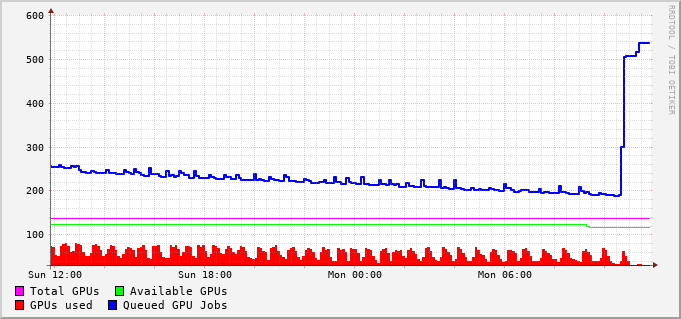 600
500
400
300
200
100
Sun 12:00 Sun 18:00 Mon 00:00 Mon 06:00
Total GPUs Available GPUs
GPUs used Queued GPU Jobs
RRDTOOL / TOBI OETIKER